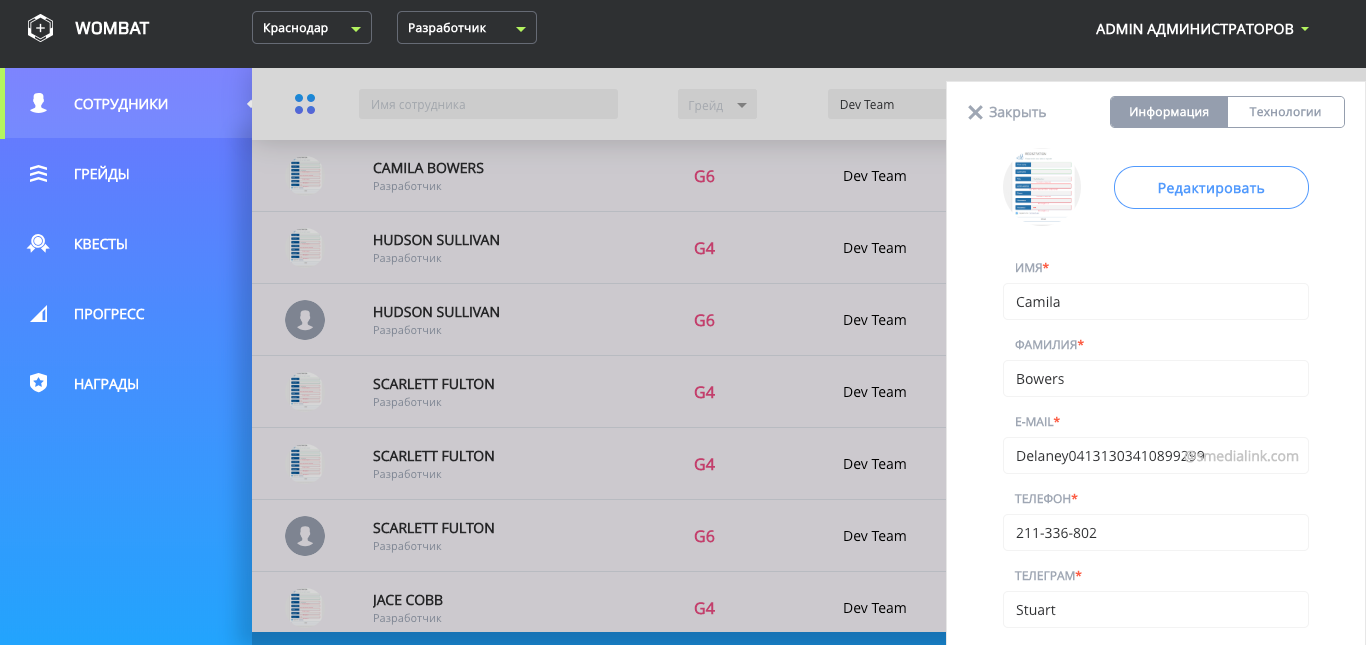 WOMBAT
Краснодар
Разработчик
ADMIN АДМИНИСТРАТОРОВ
СОТРУДНИКИ
ГРЕЙДЫ
КВЕСТЫ
ПРОГРЕСС
НАГРАДЫ
Имя сотрудника
Грейд
Dev Team
CAMILA BOWERS
Разработчик
G6
Dev Team
HUDSON SULLIVAN
Разработчик
G4
Dev Team
HUDSON SULLIVAN
Разработчик
G6
Dev Team
SCARLETT FULTON
Разработчик
G4
Dev Team
SCARLETT FULTON
Разработчик
G4
Dev Team
SCARLETT FULTON
Разработчик
G6
Dev Team
JACE COBB
Разработчик
G4
Dev Team
Закрыть
Информация
Технологии
Редактировать
ИМЯ*
Camila
ФАМИЛИЯ*
Bowers
E-MAIL*
ТЕЛЕФОН*
211-336-802
ТЕЛЕГРАМ*
Stuart